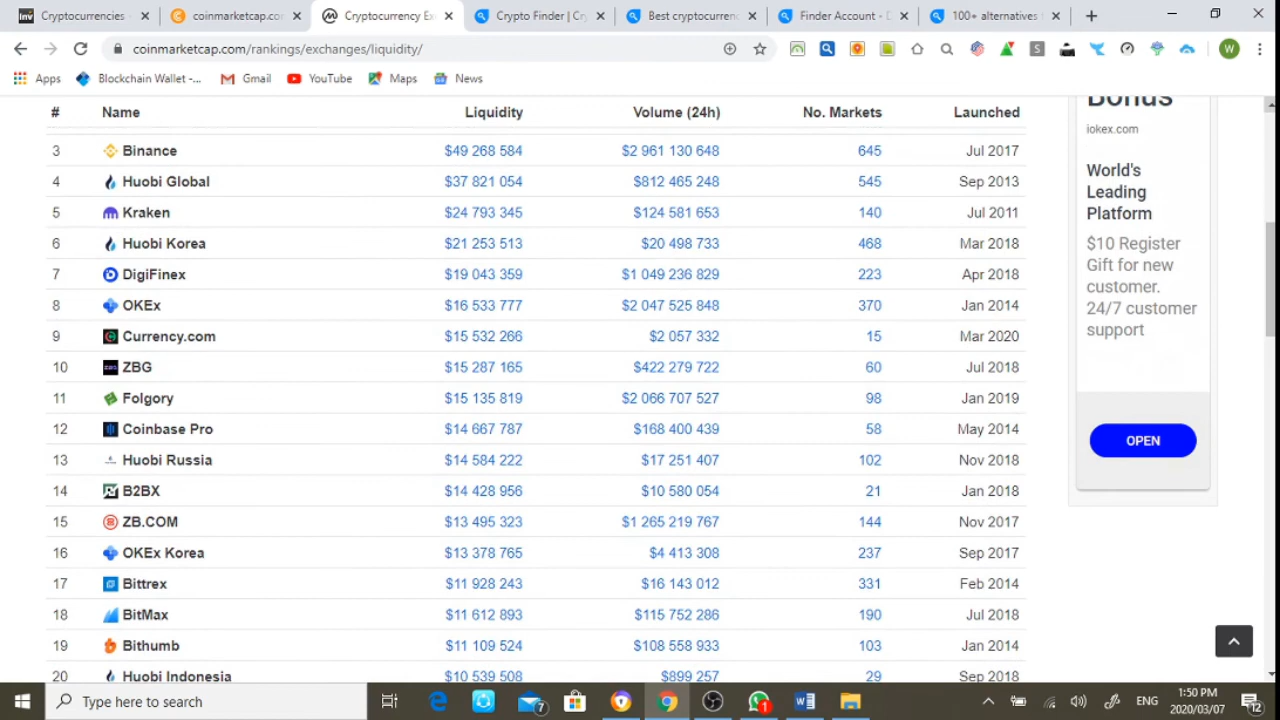 Cryptocurrencies -
coinmarketcap.com
Cryptocurrency Ex
Crypto Finder | Cry
Best cryptocurrenc
Finder Account - D
100+ alternatives t
coinmarketcap.com/rankings/exchanges/liquidity/
W
Apps
Blockchain Wallet -...
Gmail
YouTube
Maps
News
# Name Liquidity Volume (24h) No. Markets Launched
3 Binance $49 268 584 $2 961 130 648 645 Jul 2017
4 Huobi Global $37 821 054 $812 465 248 545 Sep 2013
5 Kraken $24 793 345 $124 581 653 140 Jul 2011
6 Huobi Korea $21 253 513 $20 498 733 468 Mar 2018
7 DigiFinex $19 043 359 $1 049 236 829 223 Apr 2018
8 OKEx $16 533 777 $2 047 525 848 370 Jan 2014
9 Currency.com $15 532 266 $2 057 332 15 Mar 2020
10 ZBG $15 287 165 $422 279 722 60 Jul 2018
11 Folgory $15 135 819 $2 066 707 527 98 Jan 2019
12 Coinbase Pro $14 667 787 $168 400 439 58 May 2014
13 Huobi Russia $14 584 222 $17 251 407 102 Nov 2018
14 B2BX $14 428 956 $10 580 054 21 Jan 2018
15 ZB.COM $13 495 323 $1 265 219 767 144 Nov 2017
16 OKEx Korea $13 378 765 $4 413 308 237 Sep 2017
17 Bittrex $11 928 243 $16 143 012 331 Feb 2014
18 BitMax $11 612 893 $115 752 286 190 Jul 2018
19 Bithumb $11 109 524 $108 558 933 103 Jan 2014
20 Huobi Indonesia $10 539 508 $899 257 29 Sep 2018
Bonus
iokex.com
World's
Leading
Platform
$10 Register
Gift for new
customer.
24/7 customer
support
OPEN
Type here to search
7
1
ENG
1:50 PM
2020/03/07
12